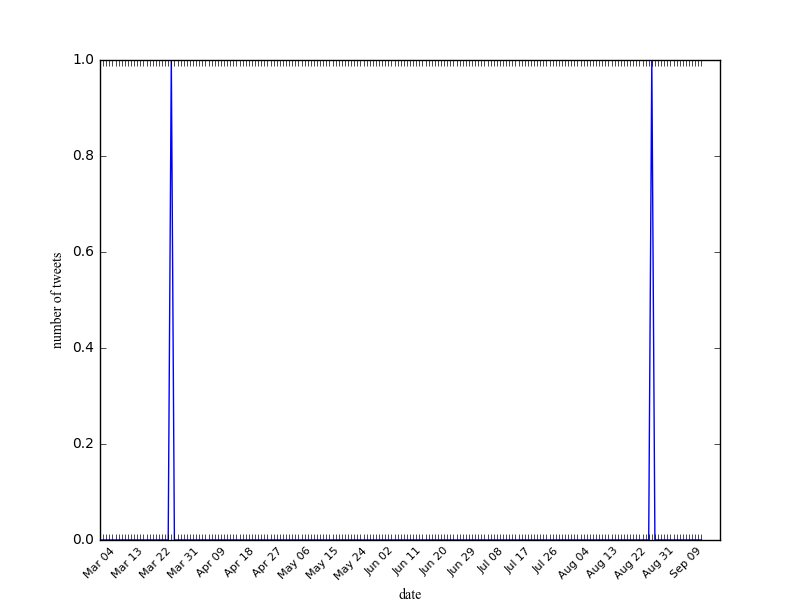 1.0
0.8
0.6
0.4
0.2
0.0
number of tweets
Mar 04 Mar 13 Mar 22 Mar 31 Apr 09 Apr 18 Apr 27 May 06 May 15 May 24 Jun 02 Jun 11 Jun 20 Jun 29 Jul 08 Jul 17 Jul 26 Aug 04 Aug 13 Aug 22 Aug 31 Sep 09
date